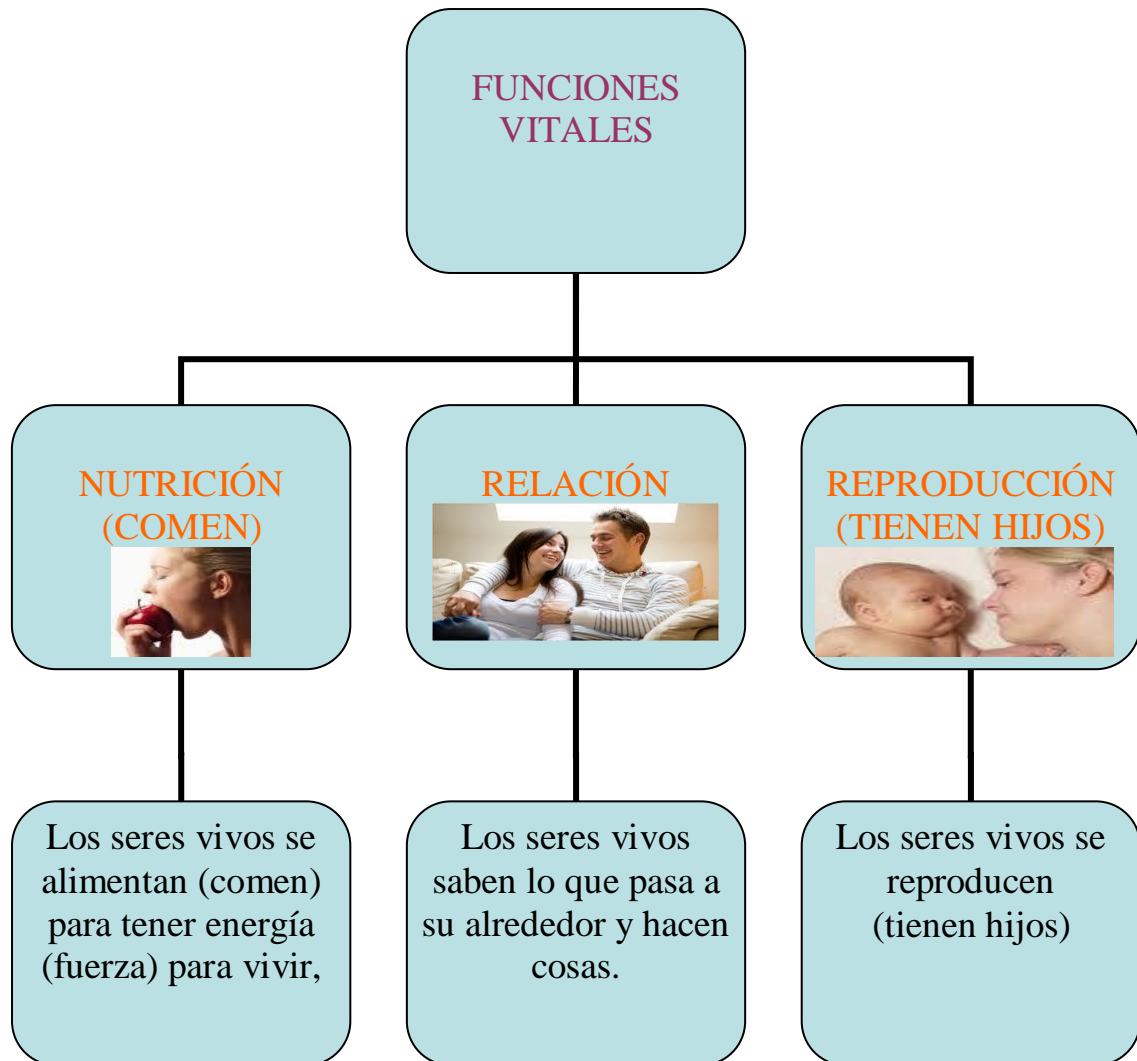 FUNCIONES
VITALES
NUTRICIÓN
(COMEN)
RELACIÓN
REPRODUCCIÓN
(TIENEN HIJOS)
Los seres vivos se
alimentan (comen)
para tener energía
(fuerza) para vivir,
Los seres vivos
saben lo que pasa a
su alrededor y hacen
cosas.
Los seres vivos se
reproducen
(tienen hijos)